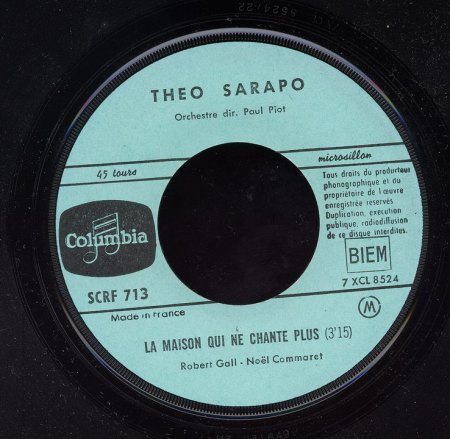 THEO SARAPO
Orchestre dir. Paul Piot
45 tours
microsillon
Tous droits du producteur
phonographique et du
propriétaire de l'œuvre
enregistrée réservés
Duplication, exécution
publique, radiodiffusion
de ce disque interdites.
Columbia
BIEM
SCRF 713
7 XCL 8524
Made in France
M
LA MAISON QUI NE CHANTE PLUS (3'15)
Robert Gall - Noël Commaret